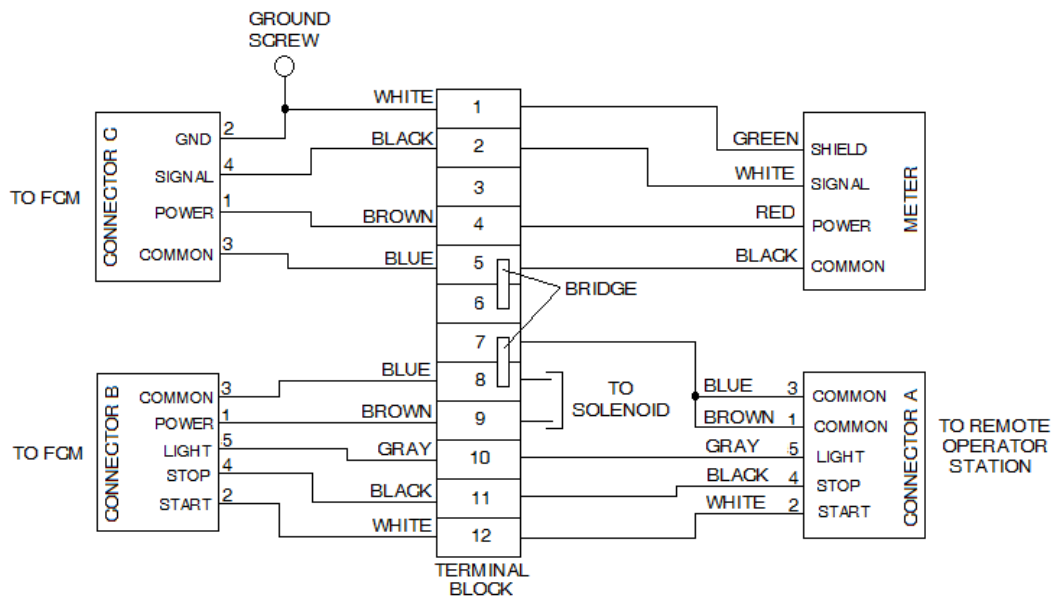 GROUND
SCREW
TO FCM
CONNECTOR C
GND 2
SIGNAL 4
POWER 1
COMMON 3
WHITE
BLACK
BROWN
BLUE
1
2
3
4
5
6
7
8
9
10
11
12
TERMINAL
BLOCK
BRIDGE
GREEN
WHITE
RED
BLACK
SHIELD
SIGNAL
POWER
COMMON
METER
TO FCM
CONNECTOR B
COMMON 3
POWER 1
LIGHT 5
STOP 4
START 2
BLUE
BROWN
GRAY
BLACK
WHITE
TO
SOLENOID
BLUE 3 COMMON
BROWN 1 COMMON
GRAY 5 LIGHT
BLACK 4 STOP
WHITE 2 START
CONNECTOR A
TO REMOTE
OPERATOR
STATION